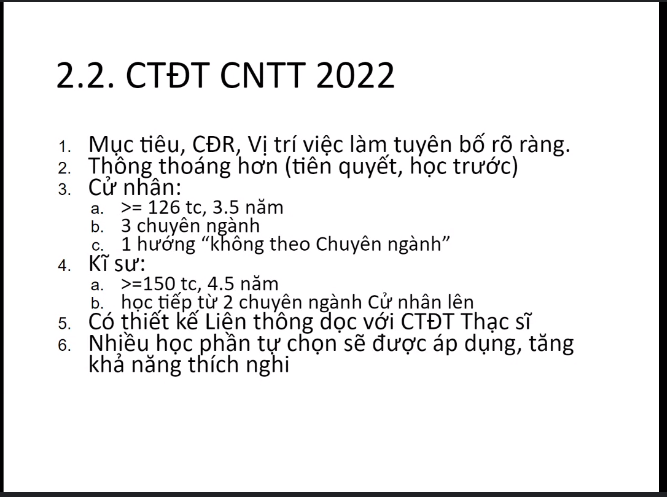 2.2. CTĐT CNTT 2022
1. Mục tiêu, CĐR, Vị trí việc làm tuyên bố rõ ràng.
2. Thông thoáng hơn (tiên quyết, học trước)
3. Cử nhân:
a. >= 126 tc, 3.5 năm
b. 3 chuyên ngành
c. 1 hướng “không theo Chuyên ngành”
4. Kĩ sư:
a. >=150 tc, 4.5 năm
b. học tiếp từ 2 chuyên ngành Cử nhân lên
5. Có thiết kế Liên thông dọc với CTĐT Thạc sĩ
6. Nhiều học phần tự chọn sẽ được áp dụng, tăng
khả năng thích nghi